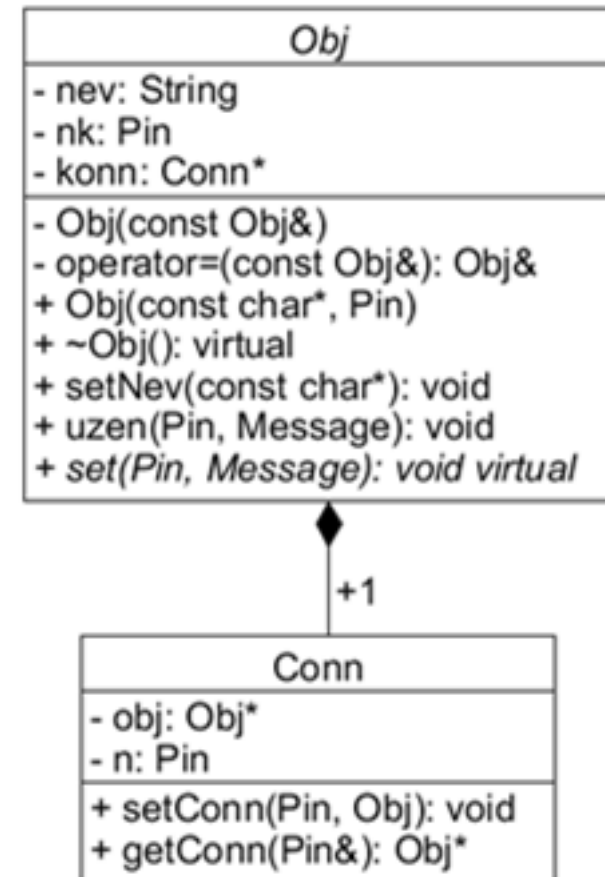 Obj
- nev: String
- nk: Pin
- konn: Conn*
- Obj(const Obj&)
- operator=(const Obj&): Obj&
+ Obj(const char*, Pin)
+ ~Obj(): virtual
+ setNev(const char*): void
+ uzen(Pin, Message): void
+ set(Pin, Message): void virtual
+1
Conn
- obj: Obj*
- n: Pin
+ setConn(Pin, Obj): void
+ getConn(Pin&): Obj*